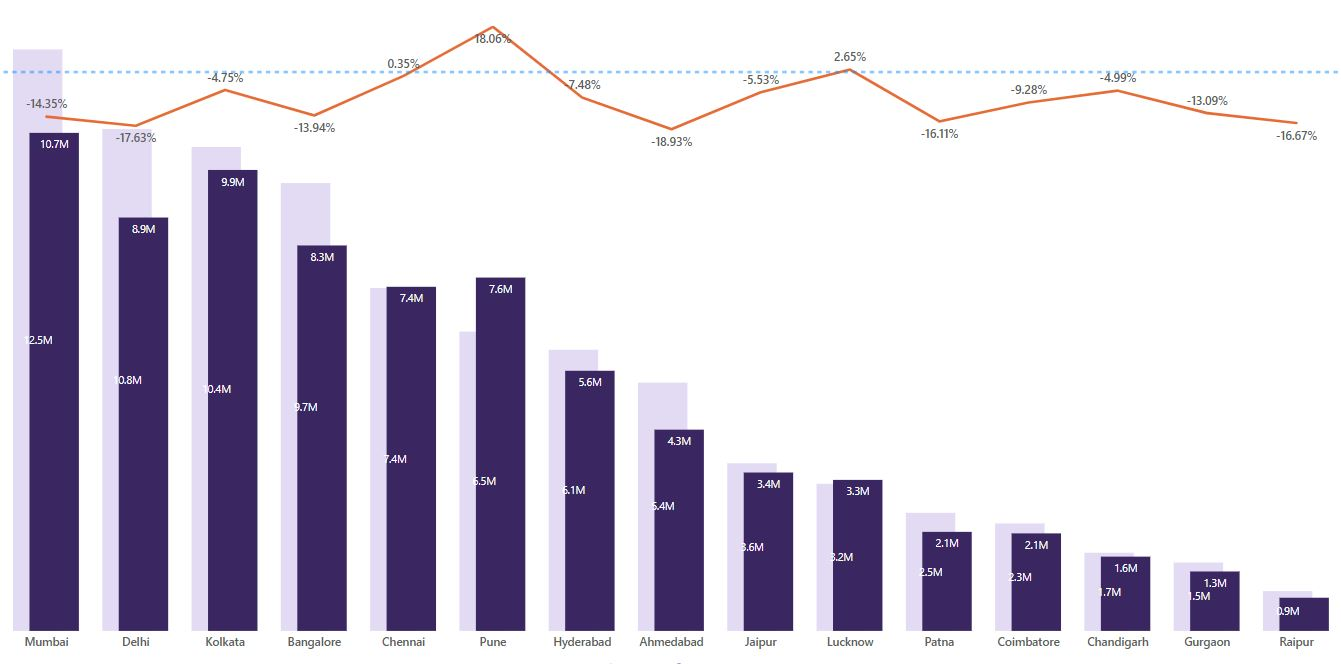 18.06%
2.65%
0.35%
-4.75%
-5.53%
-4.99%
-7.48%
-9.28%
-14.35%
-13.09%
-13.94%
-17.63%
-18.93%
-16.11%
-16.67%
10.7M
9.9M
8.9M
8.3M
7.6M
7.4M
12.5M
10.8M
5.6M
10.4M
9.7M
4.3M
7.4M
6.5M
3.4M
6.1M
3.3M
5.4M
2.1M
2.1M
3.6M
3.2M
1.6M
2.5M
2.3M
1.3M
1.7M
1.5M
0.9M
Mumbai Delhi Kolkata Bangalore Chennai Pune Hyderabad Ahmedabad Jaipur Lucknow Patna Coimbatore Chandigarh Gurgaon Raipur